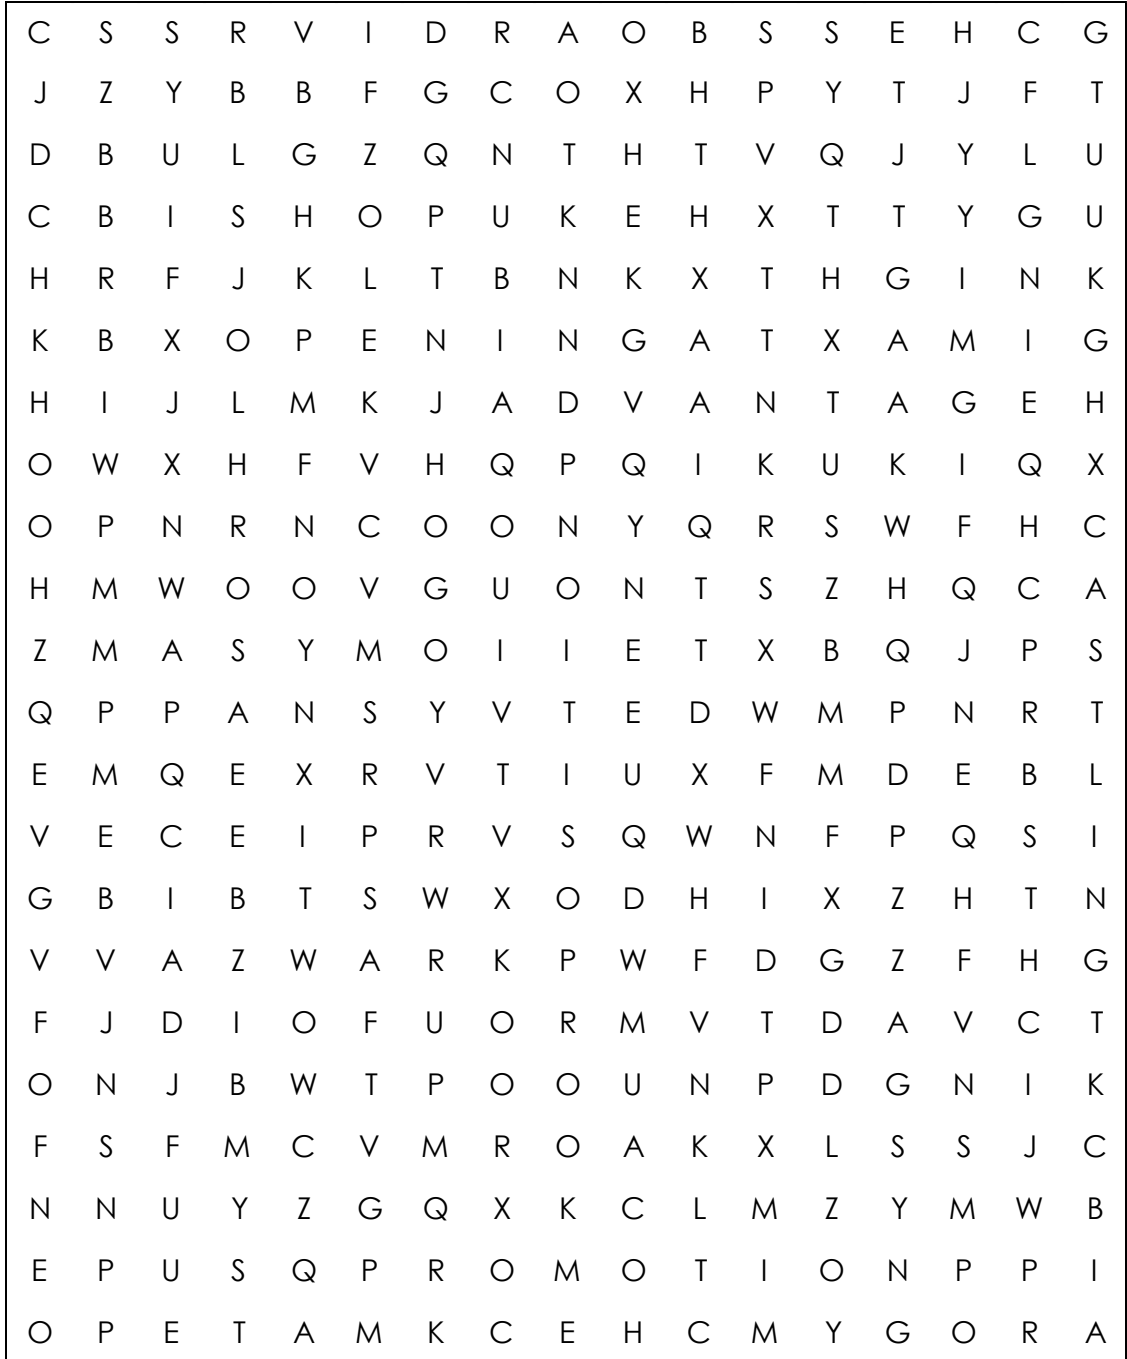 C S S R V I D R A O B S S E H C G
J Z Y B B F G C O X H P Y T J F T
D B U L G Z Q N T H T V Q J Y L U
C B I S H O P U K E H X T T Y G U
H R F J K L T B N K X T H G I N K
K B X O P E N I N G A T X A M I G
H I J L M K J A D V A N T A G E H
O W X H F V H Q P Q I K U K I Q X
O P N R N C O O N Y Q R S W F H C
H M W O O V G U O N T S Z H Q C A
Z M A S Y M O I I E T X B Q J P S
Q P P A N S Y V T E D W M P N R T
E M Q E X R V T I U X F M D E B L
V E C E I P R V S Q W N F P Q S I
G B I B T S W X O D H I X Z H T N
V V A Z W A R K P W F D G Z F H G
F J D I O F U O R M V T D A V C T
O N J B W T P O O U N P D G N I K
F S F M C V M R O A K X L S S J C
N N U Y Z G Q X K C L M Z Y M W B
E P U S Q P R O M O T I O N P P I
O P E T A M K C E H C M Y G O R A